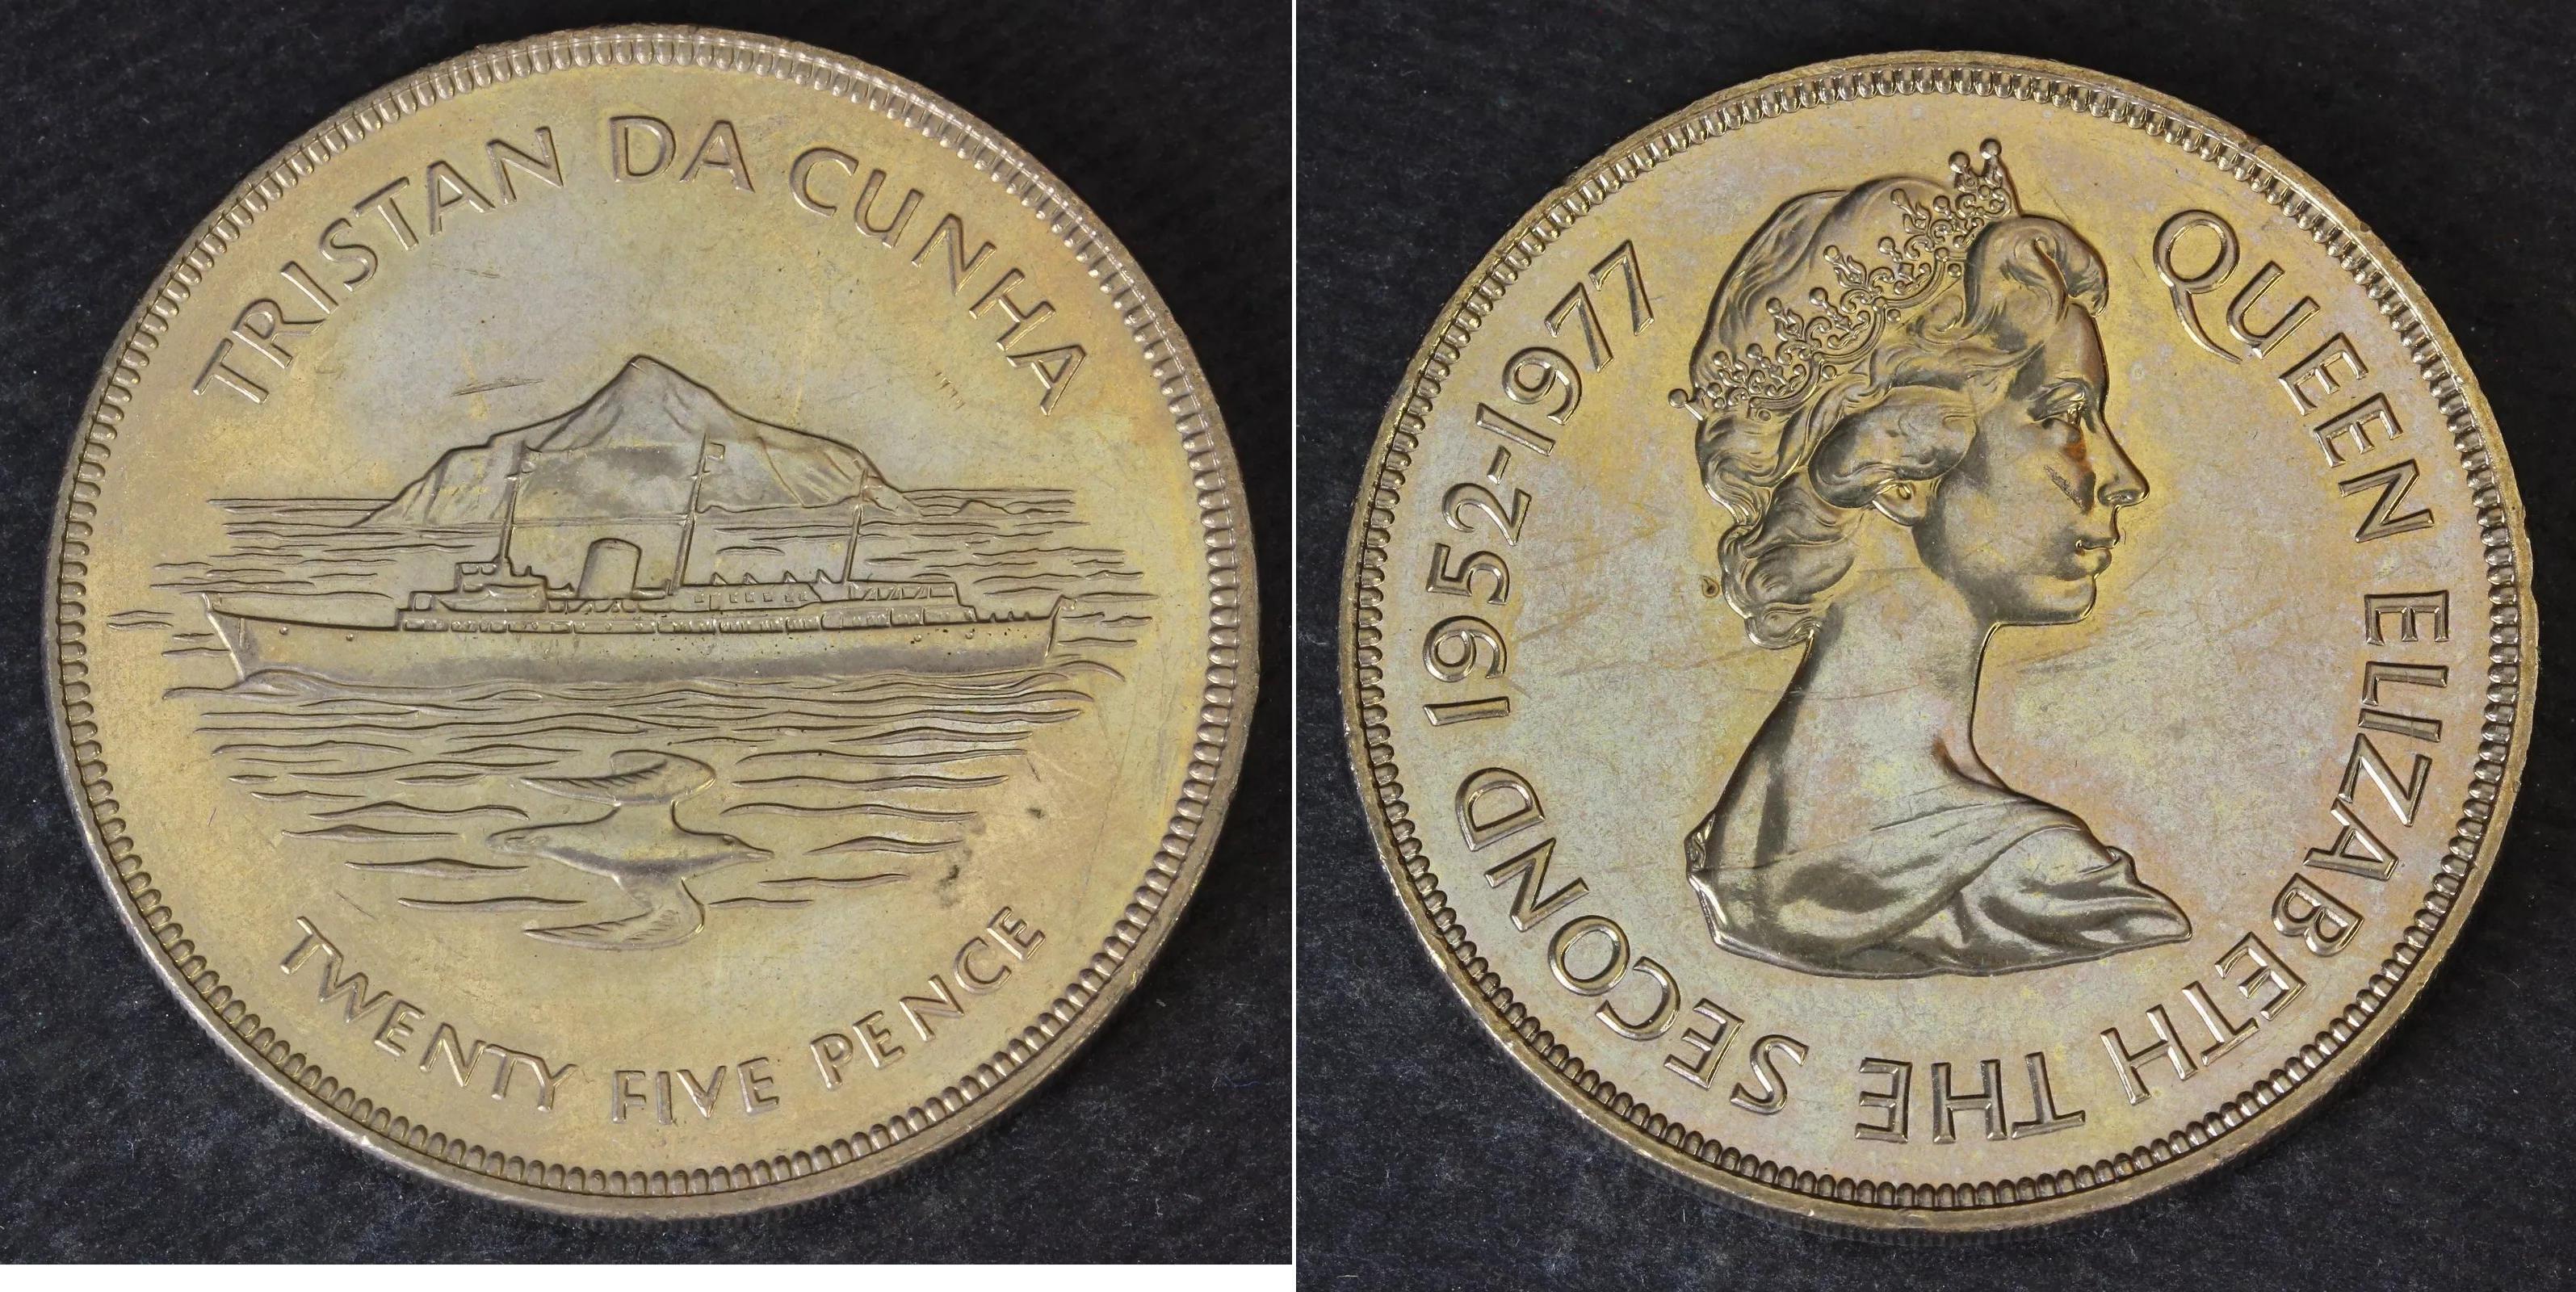 TRISTAN DA CUNHA
TWENTY FIVE PENCE
QUEEN ELIZABETH THE SECOND 1952-1977